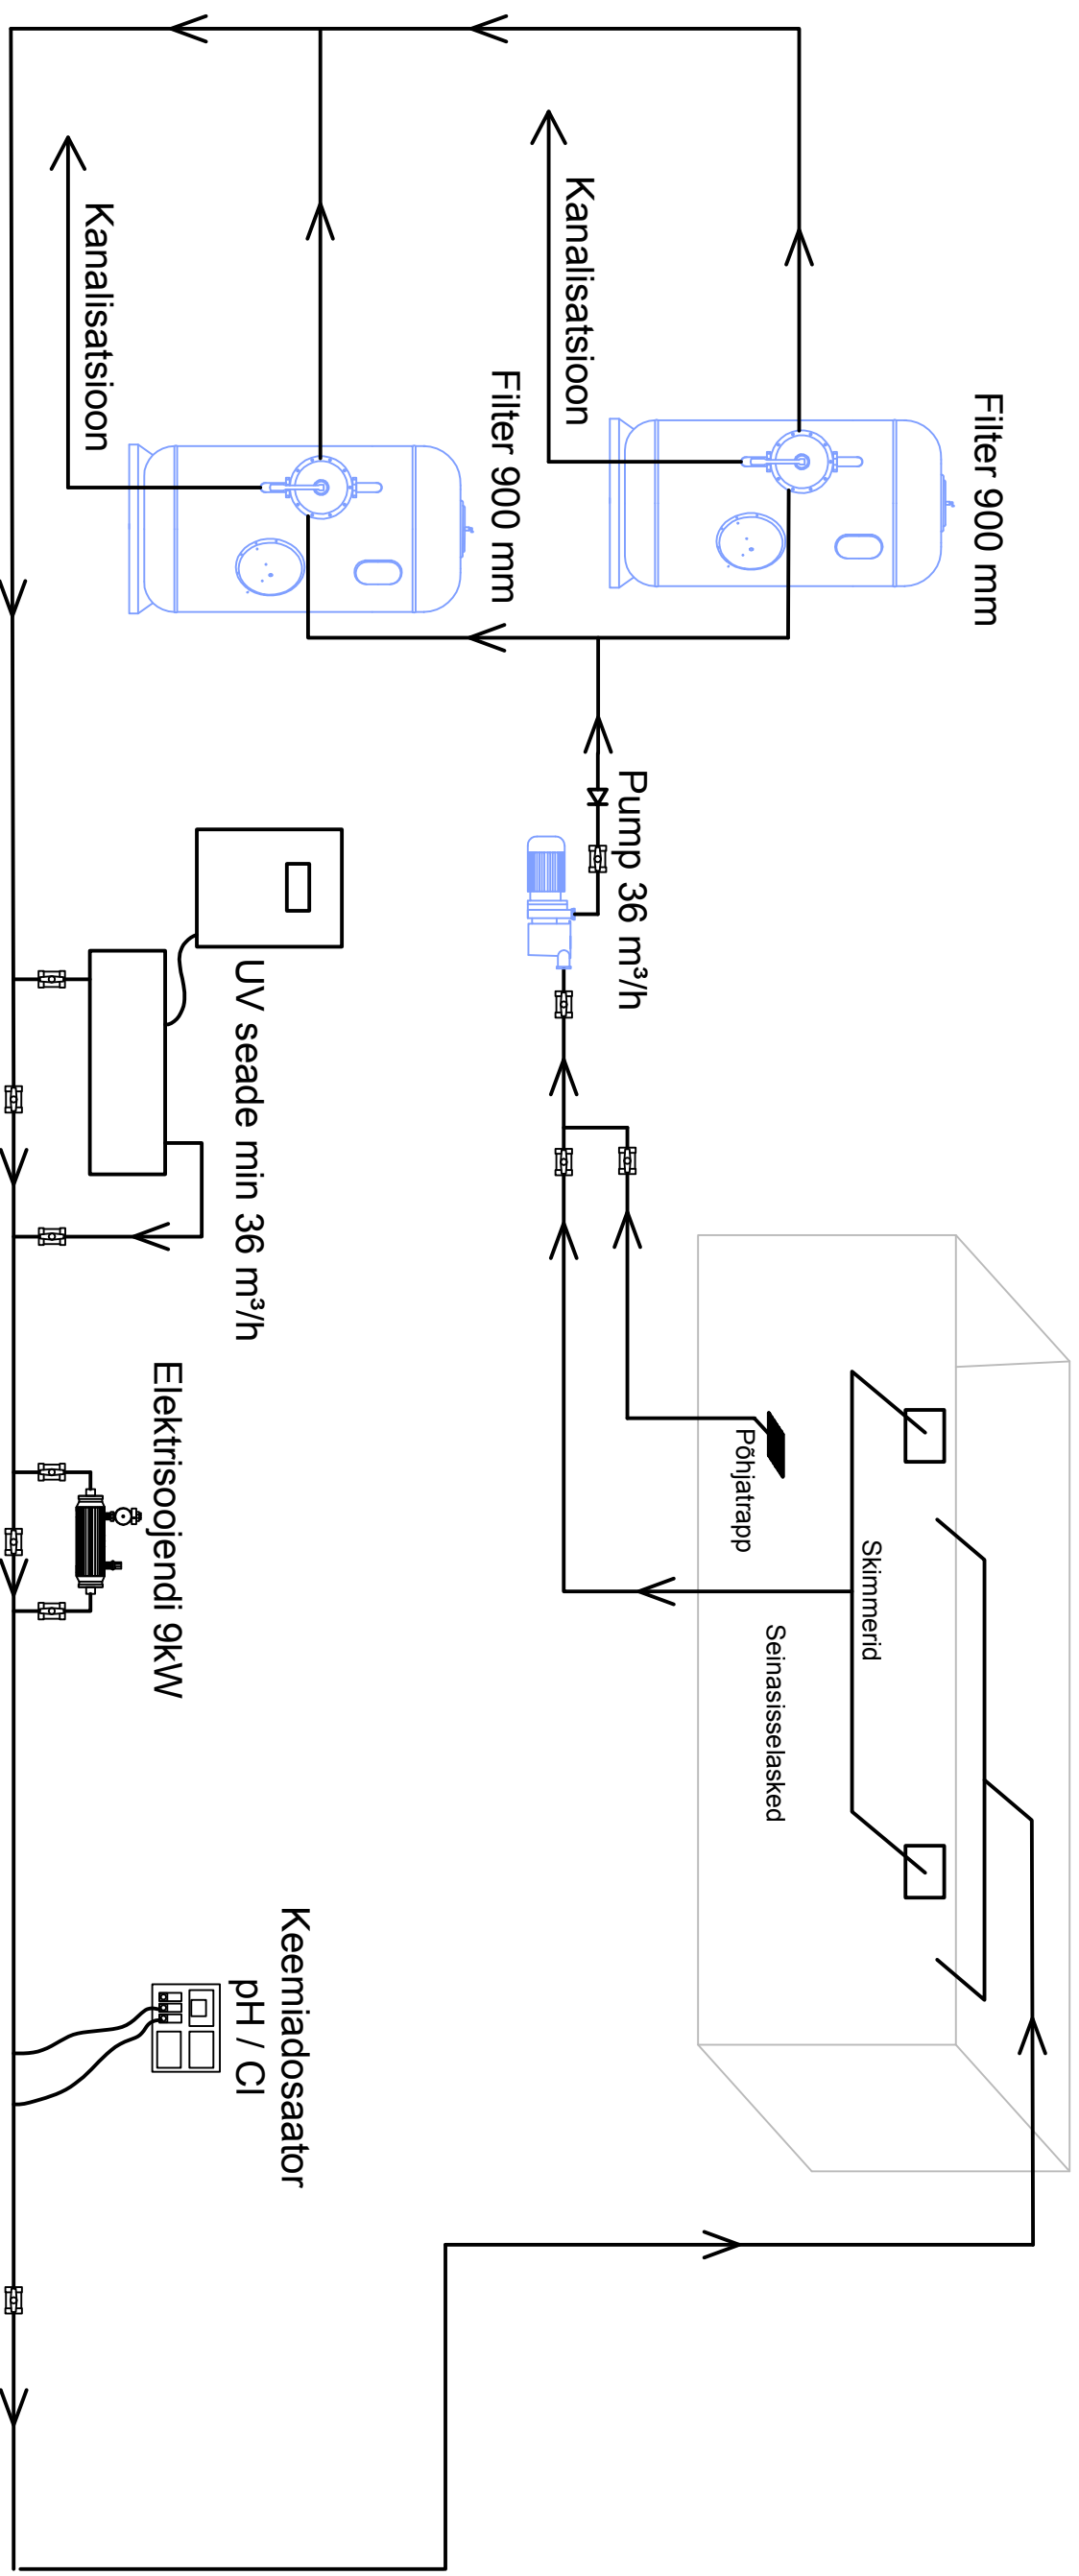 Filter 900 mm
Kanalisatsioon
Filter 900 mm
Kanalisatsioon
Pump 36 m³/h
UV seade min 36 m³/h
Skimmerid
Põhjatrapp
Seinasisselasked
Elektrisoojendi 9kW
Keemiadosaator
pH / Cl